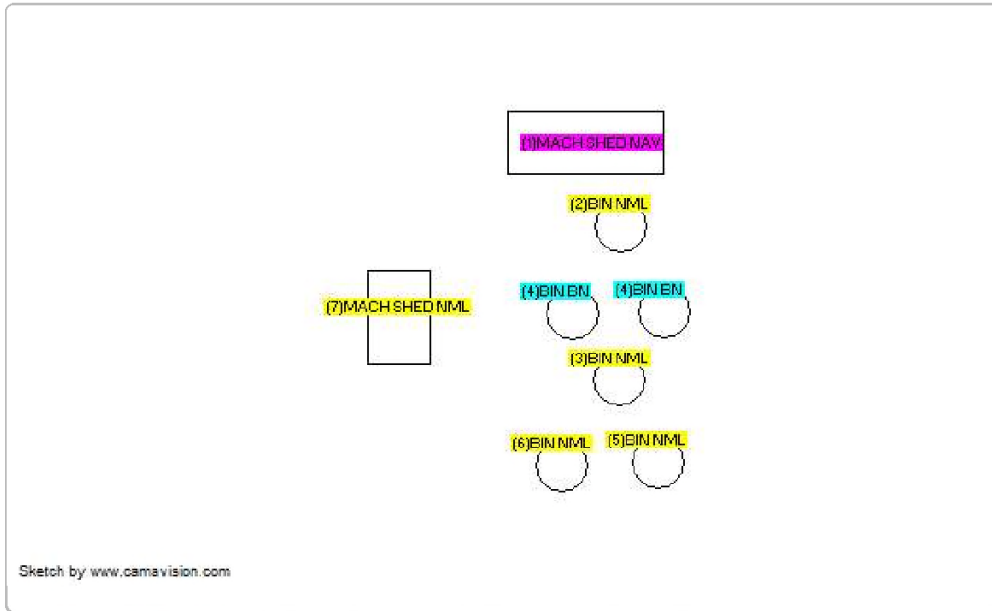 (1)MACH SHED NAV
(2)BIN NML
(4)BIN BN
(4)BIN BN
(7)MACH SHED NML
(3)BIN NML
(6)BIN NML
(5)BIN NML
Sketch by www.camavision.com